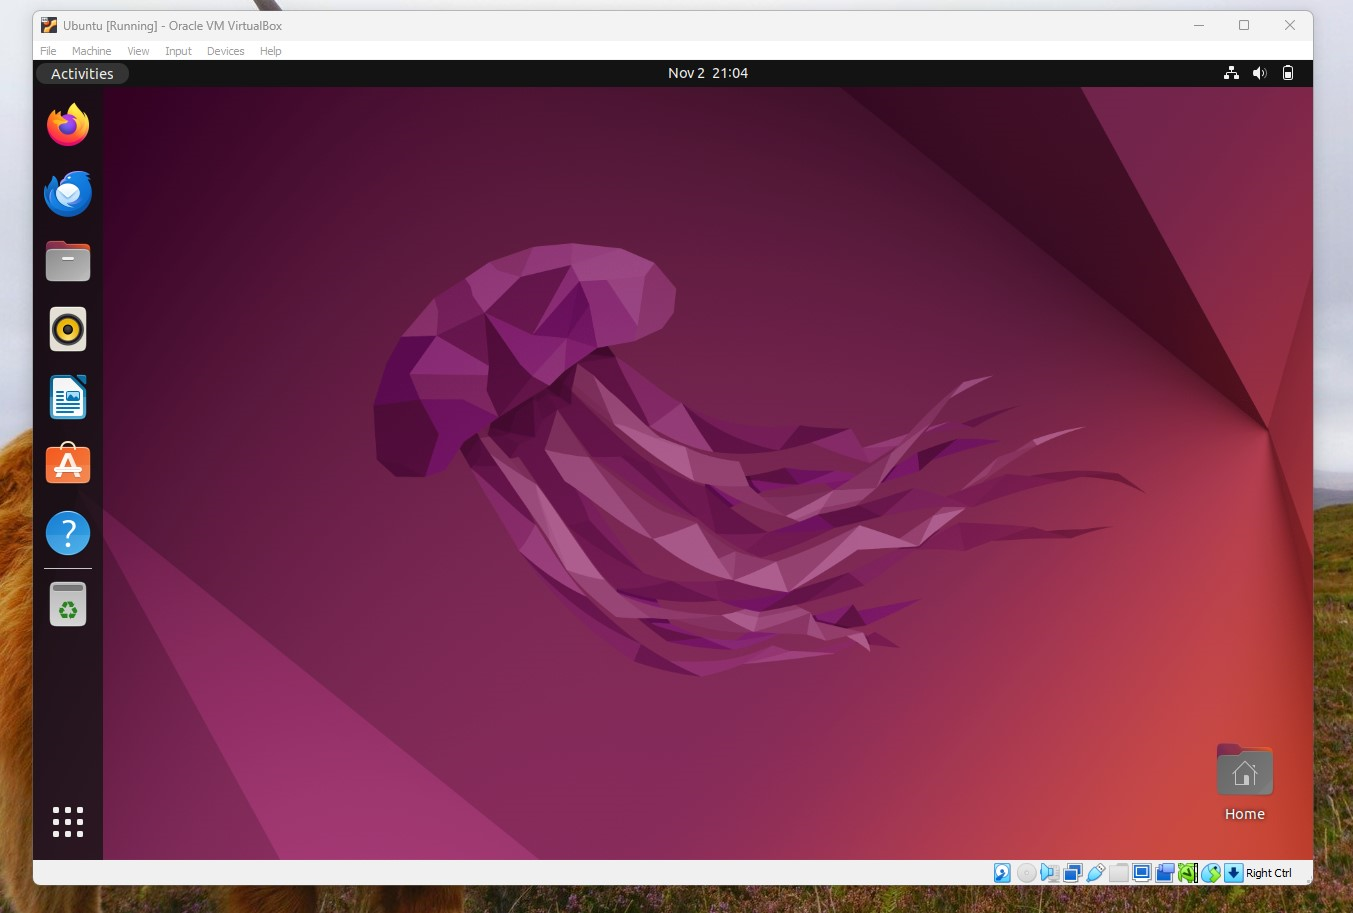 Ubuntu [Running] - Oracle VM VirtualBox
File Machine View Input Devices Help
Activities
Nov 2 21:04
Home
Right Ctrl